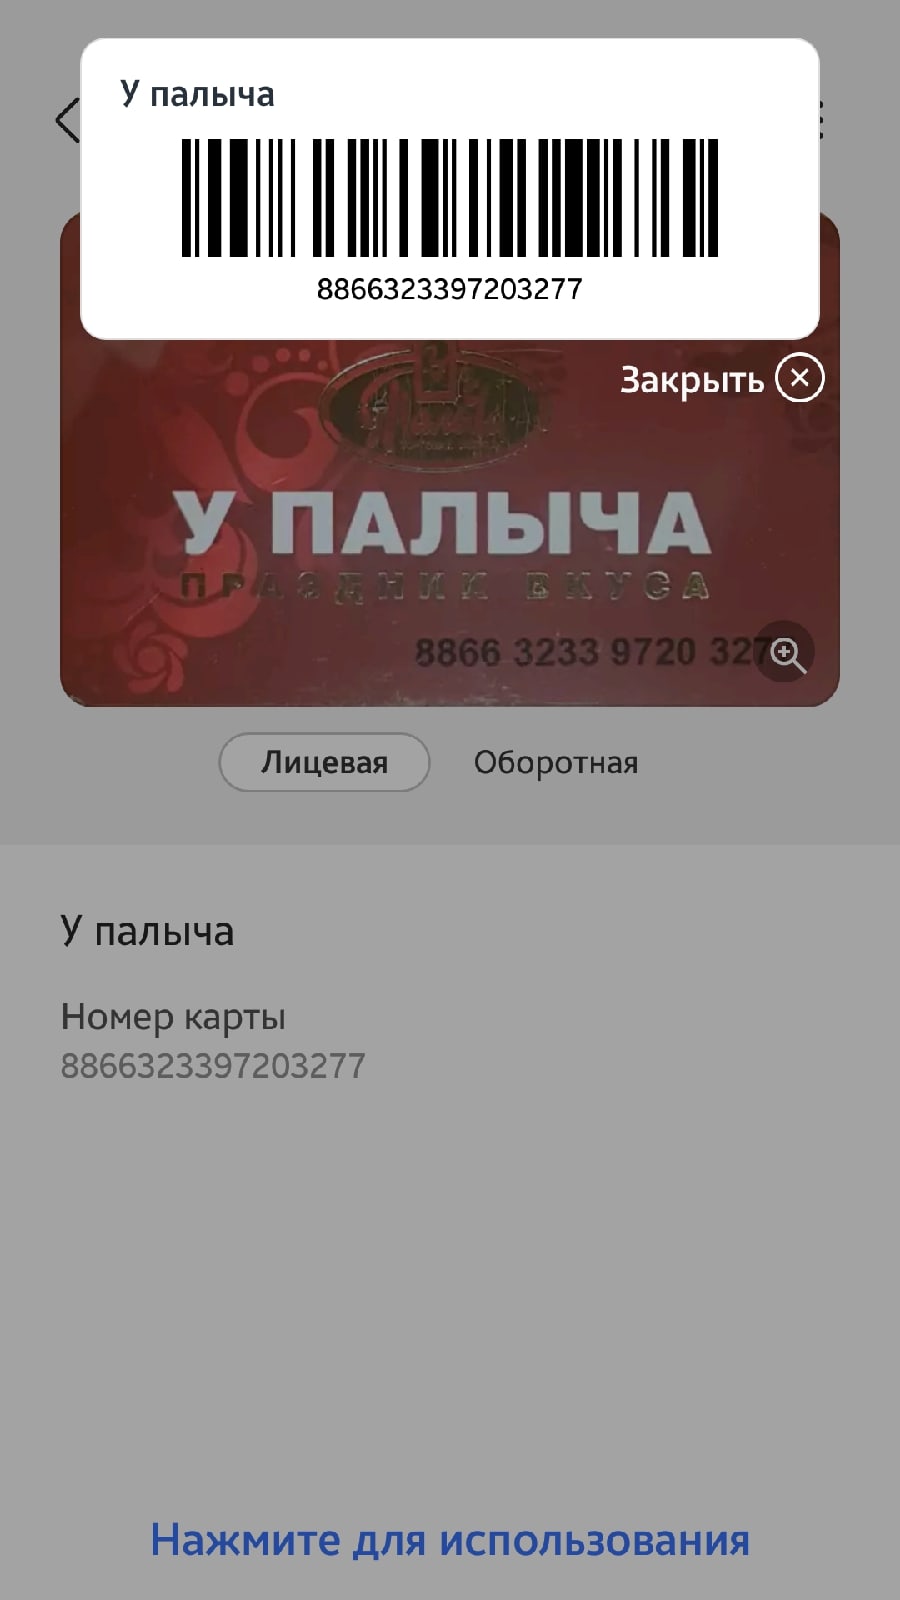 У палыча
8866323397203277
Закрыть
У ПАЛЫЧА
ПРАЗДНИК ВКУСА
8866 3233 9720 327
Лицевая
Оборотная
У палыча
Номер карты
8866323397203277
Нажмите для использования